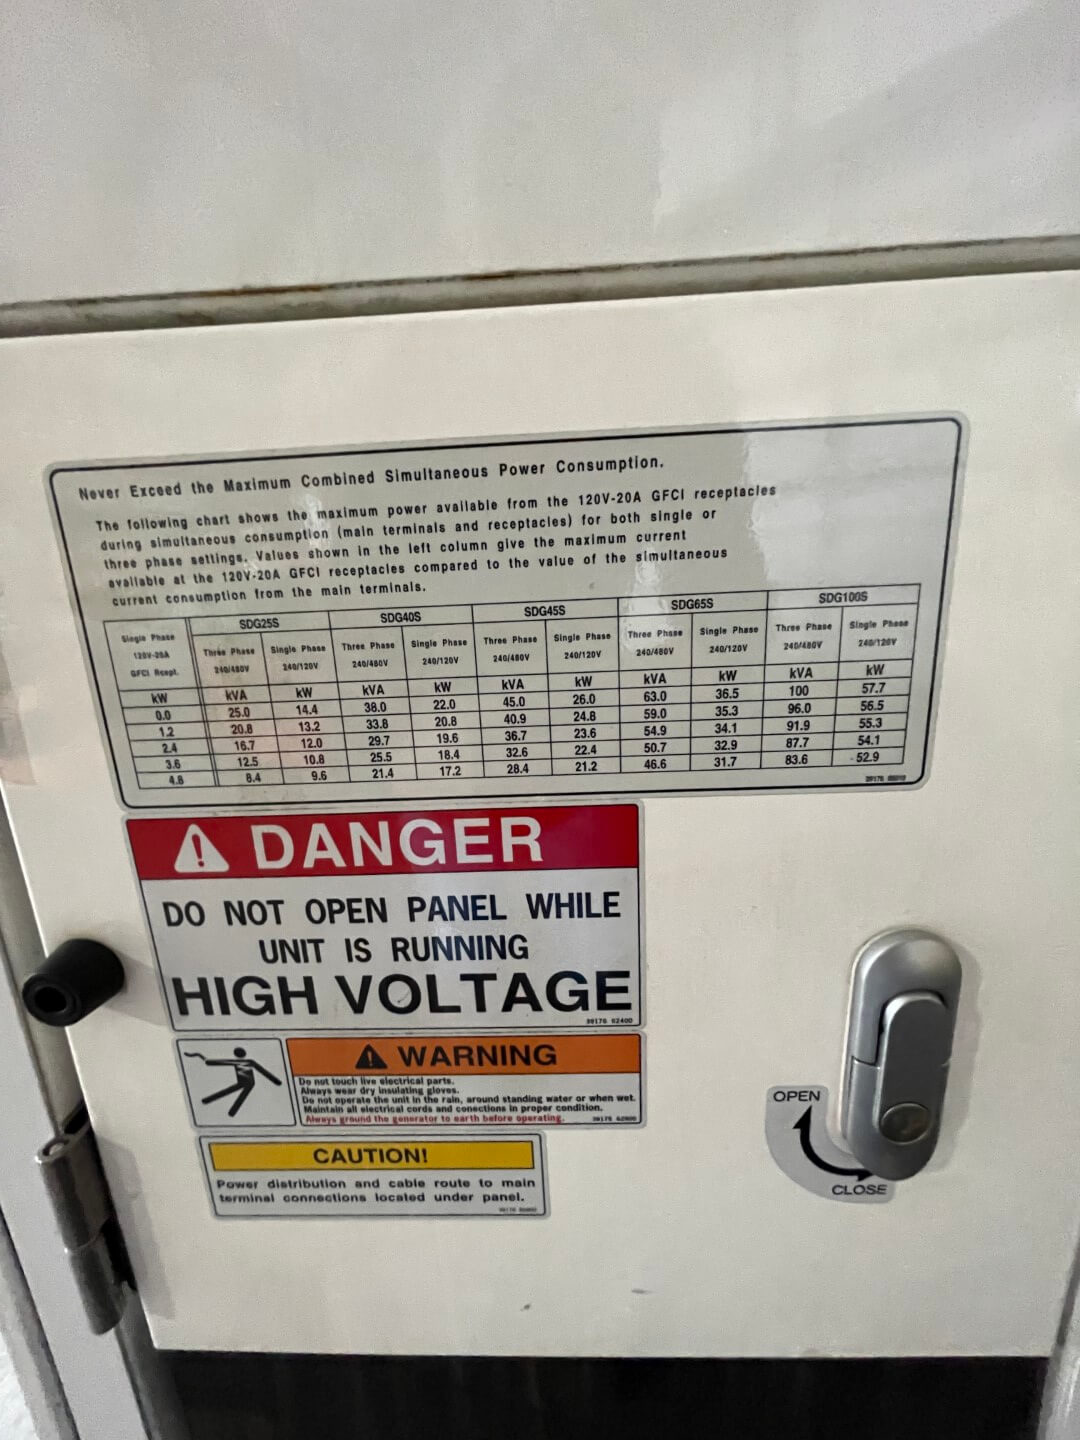 Never Exceed the Maximum Combined Simultaneous Power Consumption.
The following chart shows the maximum power available from the 120V-20A GFCI receptacles
during simultaneous consumption (main terminals and receptacles) for both single or
three phase settings. Values shown in the left column give the maximum current
available at the 120V-20A GFCI receptacles compared to the value of the simultaneous
current consumption from the main terminals.
SDG25S SDG40S SDG45S SDG65S SDG100S
Single Phase Three Phase Single Phase Three Phase Single Phase Three Phase Single Phase Three Phase Single Phase Three Phase Single Phase
120V-20A 240/480V 240/120V 240/480V 240/120V 240/480V 240/120V 240/480V 240/120V 240/480V 240/120V
GFCI Rcept.
kW kVA kW kVA kW kVA kW kVA kW kVA kW
0.0 25.0 14.4 38.0 22.0 45.0 26.0 63.0 36.5 100 57.7
1.2 20.8 13.2 33.8 20.8 40.9 24.8 59.0 35.3 96.0 56.5
2.4 16.7 12.0 29.7 19.6 36.7 23.6 54.9 34.1 91.9 55.3
3.6 12.5 10.8 25.5 18.4 32.6 22.4 50.7 32.9 87.7 54.1
4.8 8.4 9.6 21.4 17.2 28.4 21.2 46.6 31.7 83.6 52.9
DANGER
DO NOT OPEN PANEL WHILE
UNIT IS RUNNING
HIGH VOLTAGE
39176 62400
WARNING
Do not touch live electrical parts.
Always wear dry insulating gloves.
Do not operate the unit in the rain, around standing water or when wet.
Maintain all electrical cords and conections in proper condition.
Always ground the generator to earth before operating.
CAUTION!
Power distribution and cable route to main
terminal connections located under panel.
OPEN
CLOSE